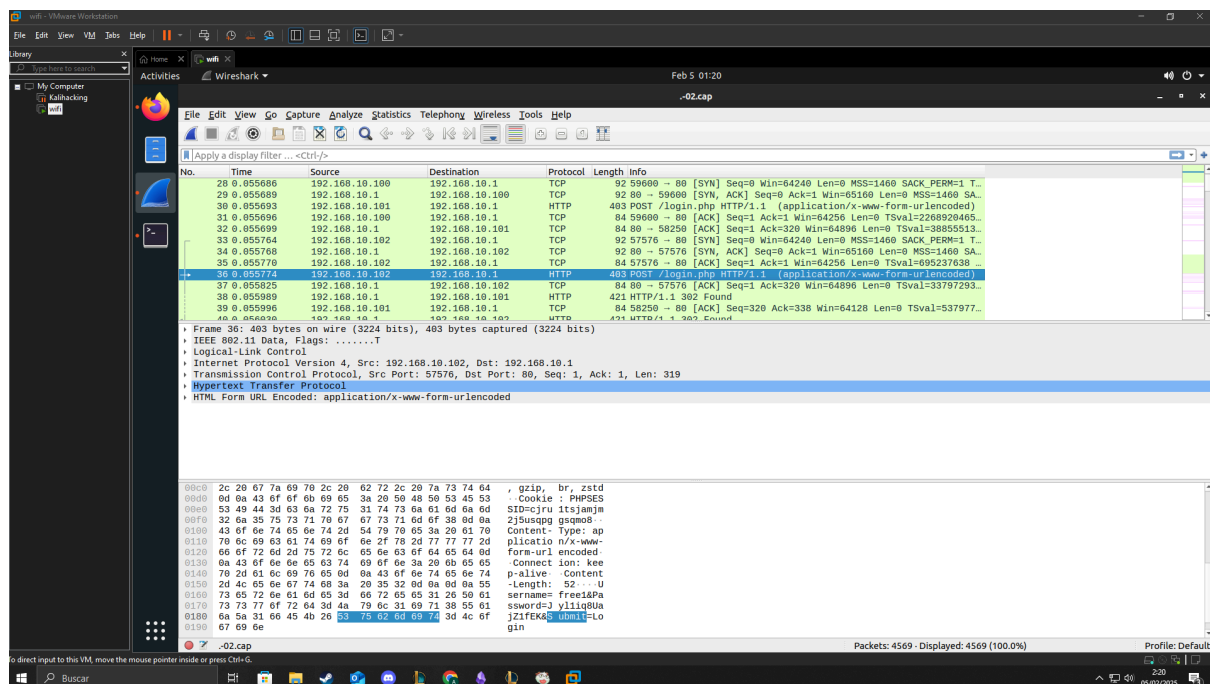 wifi - VMware Workstation
File Edit View VM Tabs Help
Library
Type here to search
My Computer
Kalihacking
wifi
Home wifi
Activities Wireshark Feb 5 01:20
.-02.cap
File Edit View Go Capture Analyze Statistics Telephony Wireless Tools Help
Apply a display filter ... <Ctrl-/>
No. Time Source Destination Protocol Length Info
28 0.055686 192.168.10.100 192.168.10.1 TCP 92 59600 → 80 [SYN] Seq=0 Win=64240 Len=0 MSS=1460 SACK_PERM=1 T…
29 0.055689 192.168.10.1 192.168.10.100 TCP 92 80 → 59600 [SYN, ACK] Seq=0 Ack=1 Win=65160 Len=0 MSS=1460 SA…
30 0.055693 192.168.10.101 192.168.10.1 HTTP 403 POST /login.php HTTP/1.1 (application/x-www-form-urlencoded)
31 0.055696 192.168.10.100 192.168.10.1 TCP 84 59600 → 80 [ACK] Seq=1 Ack=1 Win=64256 Len=0 TSval=2268920465…
32 0.055699 192.168.10.1 192.168.10.101 TCP 84 80 → 58250 [ACK] Seq=1 Ack=320 Win=64896 Len=0 TSval=38855513…
33 0.055764 192.168.10.102 192.168.10.1 TCP 92 57576 → 80 [SYN] Seq=0 Win=64240 Len=0 MSS=1460 SACK_PERM=1 T…
34 0.055768 192.168.10.1 192.168.10.102 TCP 92 80 → 57576 [SYN, ACK] Seq=0 Ack=1 Win=65160 Len=0 MSS=1460 SA…
35 0.055770 192.168.10.102 192.168.10.1 TCP 84 57576 → 80 [ACK] Seq=1 Ack=1 Win=64256 Len=0 TSval=695237638 …
36 0.055774 192.168.10.102 192.168.10.1 HTTP 403 POST /login.php HTTP/1.1 (application/x-www-form-urlencoded)
37 0.055825 192.168.10.1 192.168.10.102 TCP 84 80 → 57576 [ACK] Seq=1 Ack=320 Win=64896 Len=0 TSval=33797293…
38 0.055989 192.168.10.1 192.168.10.101 HTTP 421 HTTP/1.1 302 Found
39 0.055995 192.168.10.101 192.168.10.1 TCP 84 58250 → 80 [ACK] Seq=320 Ack=338 Win=64128 Len=0 TSval=537977…
40 0.056030 192.168.10.1 192.168.10.102 HTTP 421 HTTP/1.1 302 Found
Frame 36: 403 bytes on wire (3224 bits), 403 bytes captured (3224 bits)
IEEE 802.11 Data, Flags: .......T
Logical-Link Control
Internet Protocol Version 4, Src: 192.168.10.102, Dst: 192.168.10.1
Transmission Control Protocol, Src Port: 57576, Dst Port: 80, Seq: 1, Ack: 1, Len: 319
Hypertext Transfer Protocol
HTML Form URL Encoded: application/x-www-form-urlencoded
00c0 2c 20 67 7a 69 70 2c 20 62 72 2c 20 7a 73 74 64 , gzip, br, zstd
00d0 0d 0a 43 6f 6f 6b 69 65 3a 20 50 48 50 53 45 53 ··Cookie : PHPSES
00e0 53 49 44 3d 63 6a 72 75 31 74 73 6a 61 6d 6a 6d SID=cjru 1tsjamjm
00f0 32 6a 35 75 73 71 70 67 67 73 71 6d 6f 38 0d 0a 2j5usqpg gsqmo8··
0100 43 6f 6e 74 65 6e 74 2d 54 79 70 65 3a 20 61 70 Content- Type: ap
0110 70 6c 69 63 61 74 69 6f 6e 2f 78 2d 77 77 77 2d plicatio n/x-www-
0120 66 6f 72 6d 2d 75 72 6c 65 6e 63 6f 64 65 64 0d form-url encoded·
0130 0a 43 6f 6e 6e 65 63 74 69 6f 6e 3a 20 6b 65 65 ·Connect ion: kee
0140 70 2d 61 6c 69 76 65 0d 0a 43 6f 6e 74 65 6e 74 p-alive· ·Content
0150 2d 4c 65 6e 67 74 68 3a 20 35 32 0d 0a 0d 0a 55 -Length: 52····U
0160 73 65 72 6e 61 6d 65 3d 66 72 65 65 31 26 50 61 sername= free1&Pa
0170 73 73 77 6f 72 64 3d 4a 79 6c 31 69 71 38 55 61 ssword=J yl1iq8Ua
0180 6a 5a 31 66 45 4b 26 53 75 62 6d 69 74 3d 4c 6f jZ1fEK&S ubmit=Lo
0190 67 69 6e gin
.-02.cap Packets: 4569 · Displayed: 4569 (100.0%) Profile: Default
To direct input to this VM, move the mouse pointer inside or press Ctrl+G.
Buscar
2:20
05/02/2025